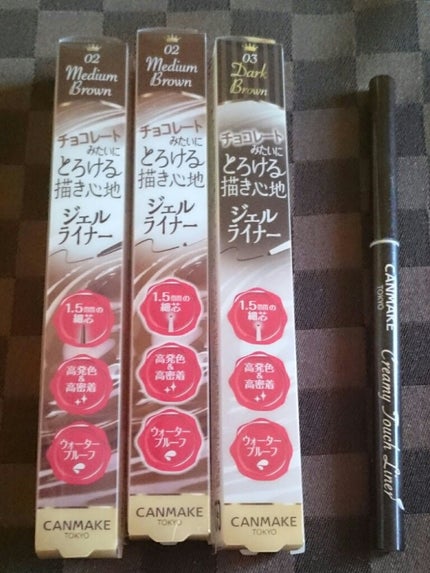 02
Medium
Brown
チョコレート
みたいに
とろける
描き心地
ジェル
ライナー
1.5mmの
細芯
高発色
&
高密着
ウォーター
プルーフ
CANMAKE
TOKYO
02
Medium
Brown
チョコレート
みたいに
とろける
描き心地
ジェル
ライナー
1.5mmの
細芯
高発色
&
高密着
ウォーター
プルーフ
CANMAKE
TOKYO
03
Dark
Brown
チョコレート
みたいに
とろける
描き心地
ジェル
ライナー
1.5mmの
細芯
高発色
&
高密着
ウォーター
プルーフ
CANMAKE
TOKYO
CANMAKE
TOKYO
Creamy Touch Liner